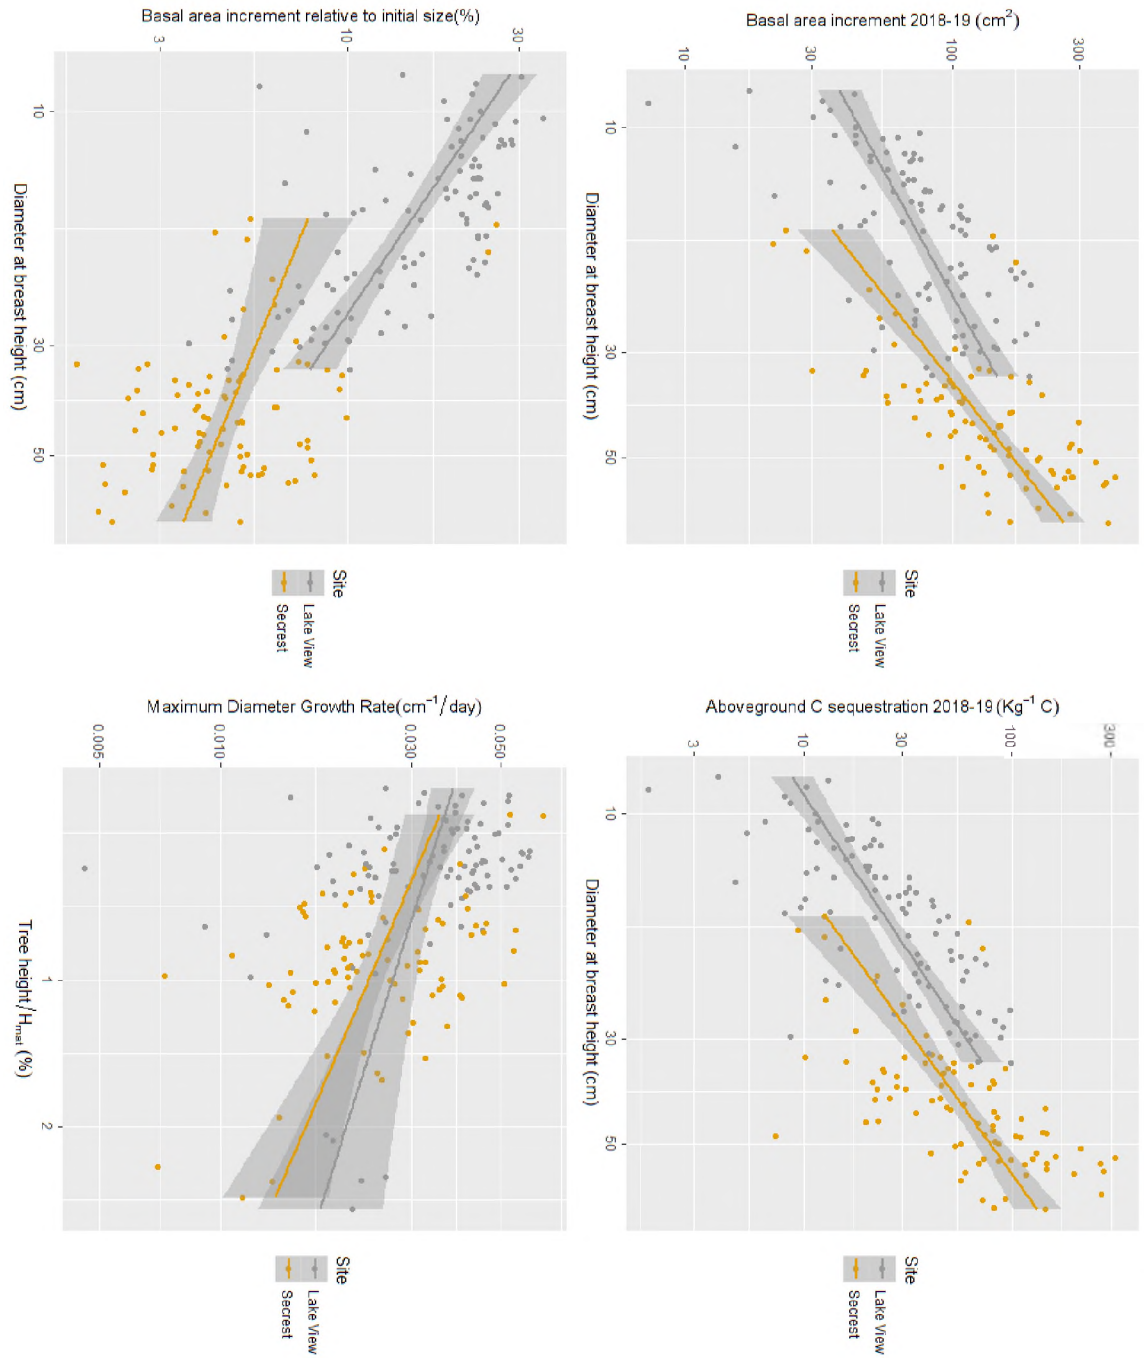 Basal area increment 2018-19 (cm²)
300
100
30
10
10
30
50
Diameter at breast height (cm)
Site
Lake View
Secrest
Aboveground C sequestration 2018-19 (Kg⁻¹ C)
300
100
30
10
3
10
30
50
Diameter at breast height (cm)
Site
Lake View
Secrest
Basal area increment relative to initial size(%)
30
10
3
10
30
50
Diameter at breast height (cm)
Site
Lake View
Secrest
Maximum Diameter Growth Rate(cm⁻¹/day)
0.050
0.030
0.010
0.005
1
2
Tree height/Hmat (%)
Site
Lake View
Secrest